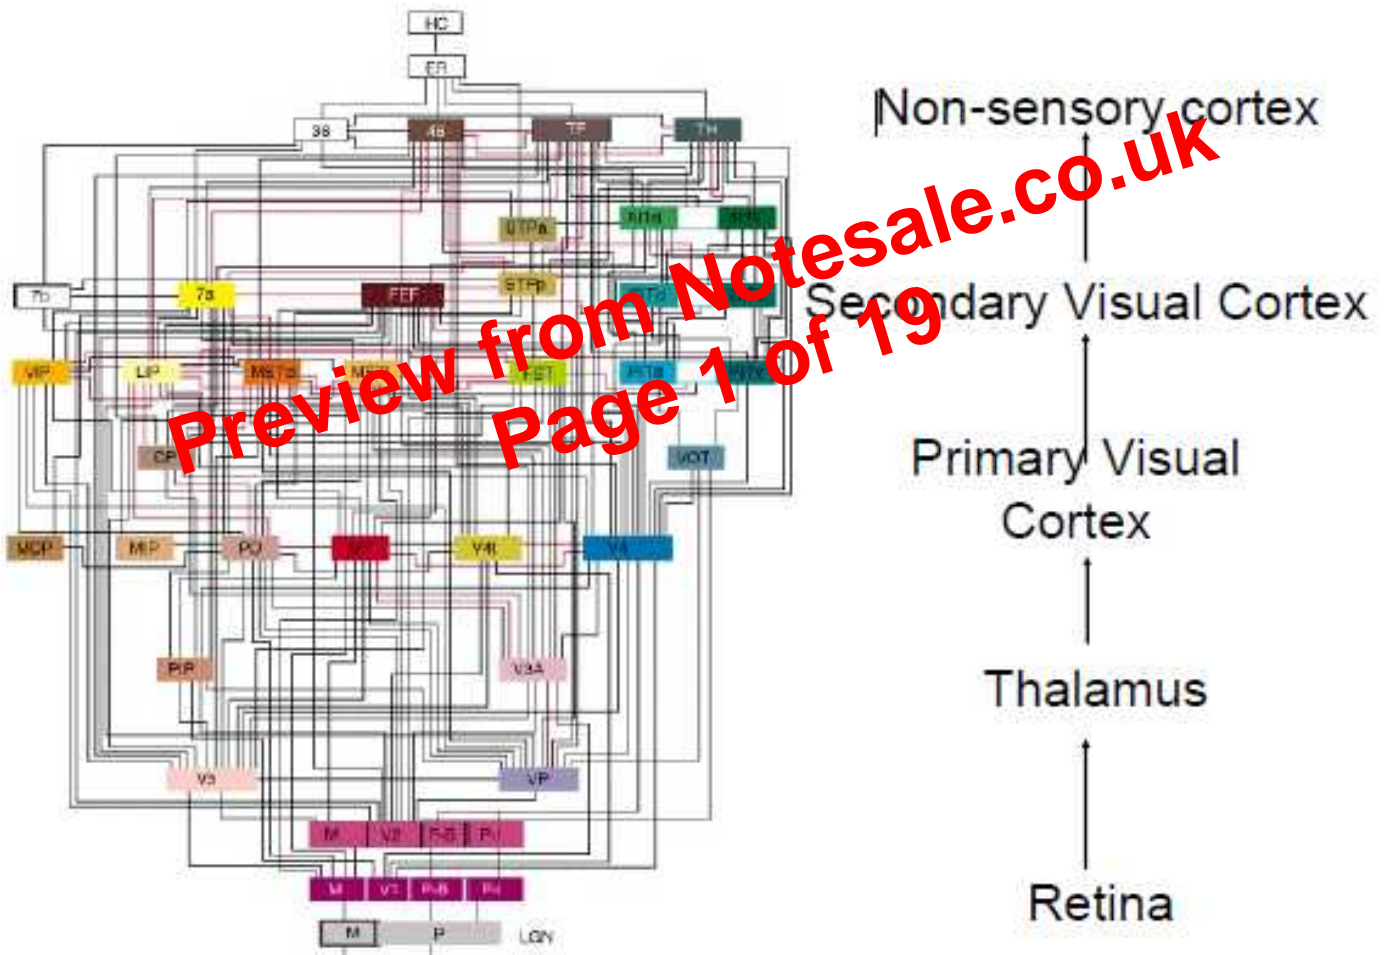 HC
ER
36 46 TF TH
STPa AITd
7b 7a FEF STPp
VIP LIP MSTd FST PITd
VOT
MDP MIP PO V4t V4
PIP V3A
V3 VP
M V2 P-B P-I
M V1 P-B P-I
M P LGN
Non-sensory cortex
Secondary Visual Cortex
Primary Visual
Cortex
Thalamus
Retina
Preview from Notesale.co.uk
Page 1 of 19